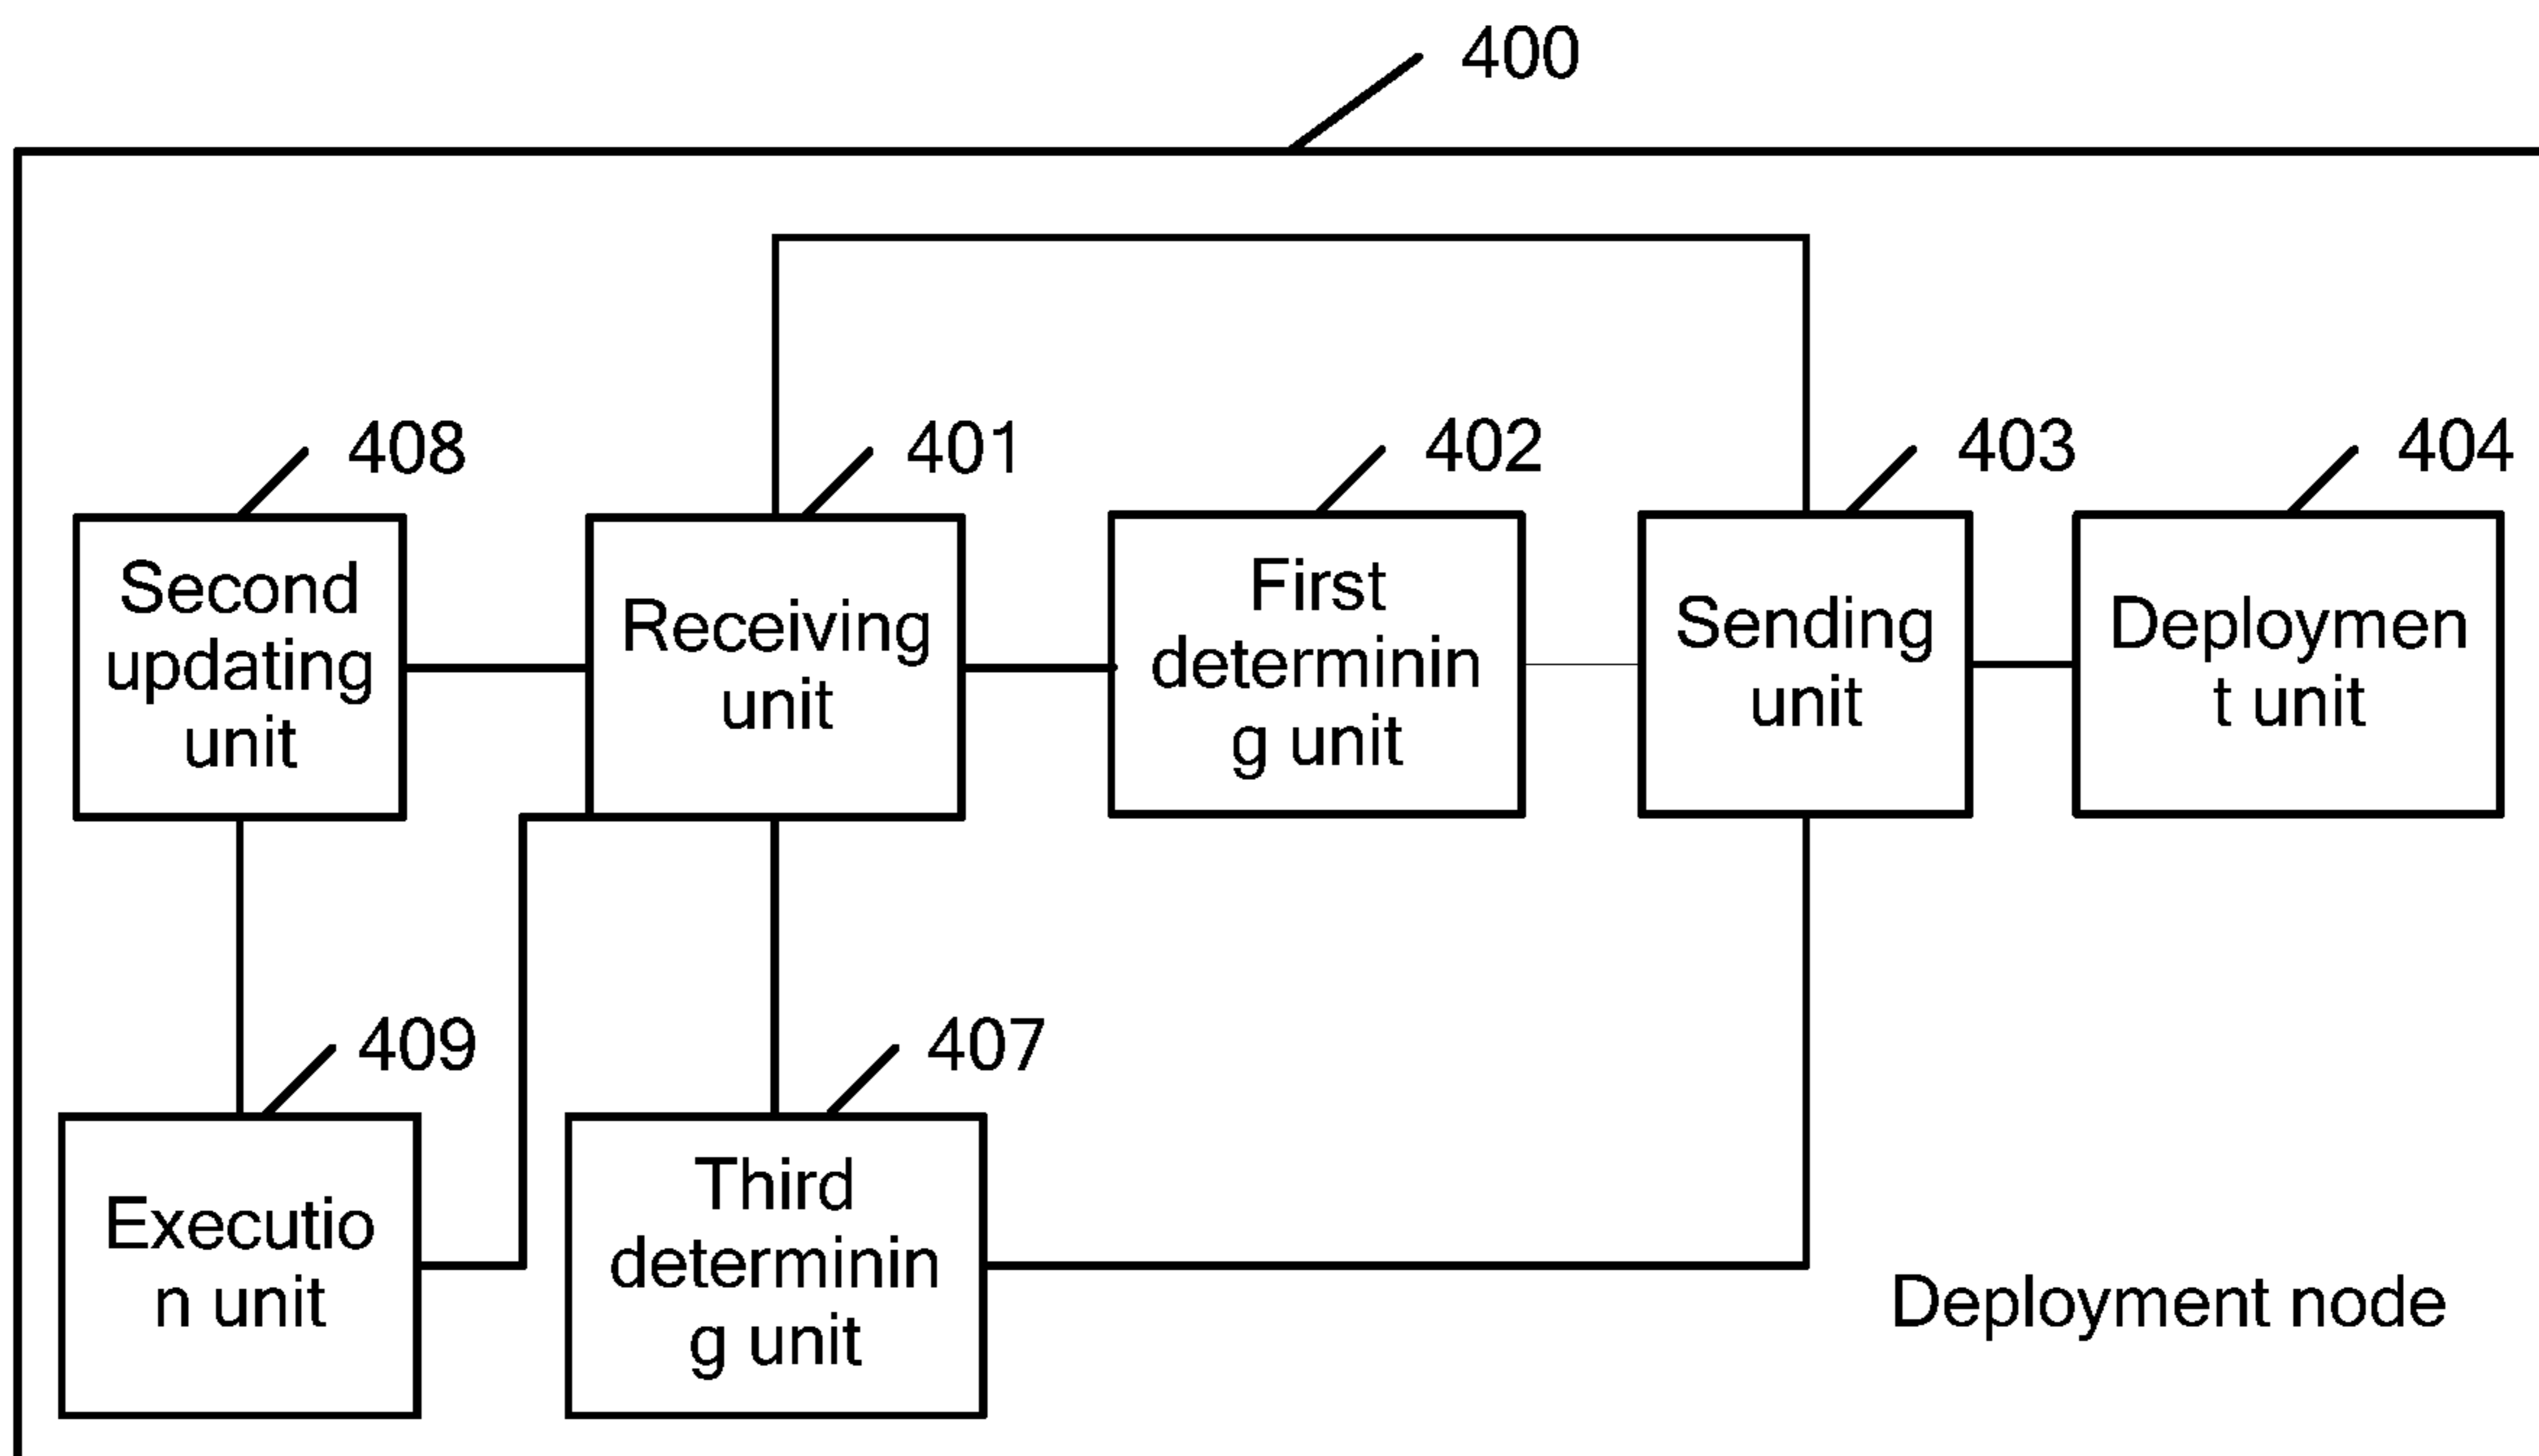 400
408
401
402
403
404
Second
updating
unit
Receiving
unit
First
determinin
g unit
Sending
unit
Deploymen
t unit
409
407
Executio
n unit
Third
determinin
g unit
Deployment node